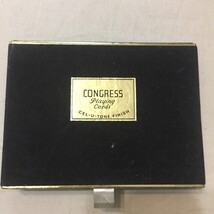 CONGRESS
Playing
Cards
CEL-U-TONE FINISH